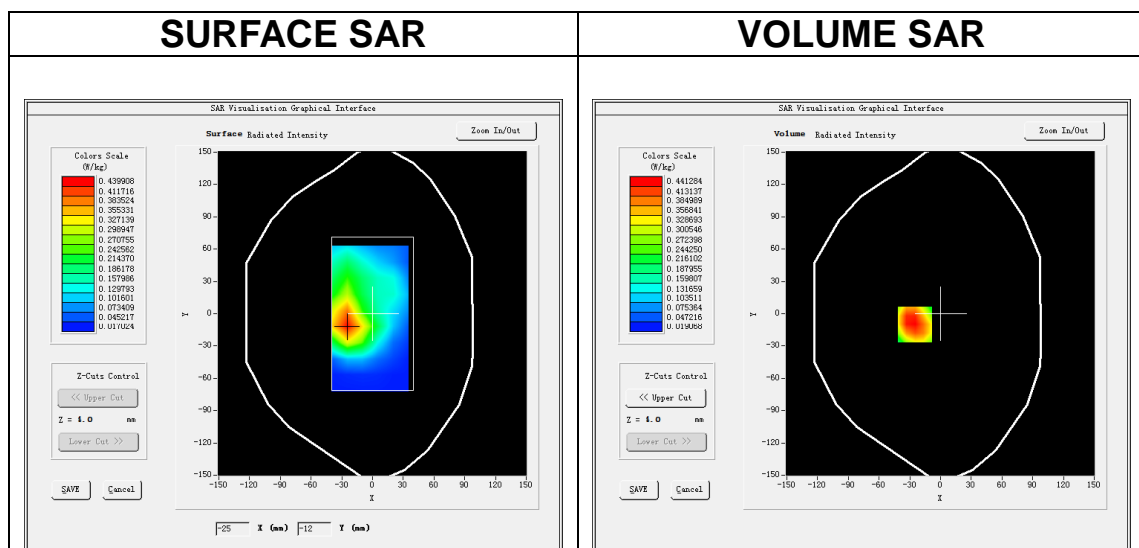 SURFACE SAR
VOLUME SAR
SAR Visualisation Graphical Interface
Surface Radiated Intensity
Zoom In/Out
Colors Scale
(W/kg)
0.439908
0.411716
0.383524
0.355331
0.327139
0.298947
0.270755
0.242562
0.214370
0.186178
0.157986
0.129793
0.101601
0.073409
0.045217
0.017024
150
120
90
60
30
0
-30
-60
-90
-120
-150
Y
-150 -120 -90 -60 -30 0 30 60 90 120 150
X
Z-Cuts Control
<< Upper Cut
Z = 4.0 mm
Lower Cut >>
SAVE
Cancel
-25 X (mm) -12 Y (mm)
SAR Visualisation Graphical Interface
Volume Radiated Intensity
Zoom In/Out
Colors Scale
(W/kg)
0.441284
0.413137
0.384989
0.356841
0.328693
0.300546
0.272398
0.244250
0.216102
0.187955
0.159807
0.131659
0.103511
0.075364
0.047216
0.019068
150
120
90
60
30
0
-30
-60
-90
-120
-150
Y
-150 -120 -90 -60 -30 0 30 60 90 120 150
X
Z-Cuts Control
<< Upper Cut
Z = 4.0 mm
Lower Cut >>
SAVE
Cancel